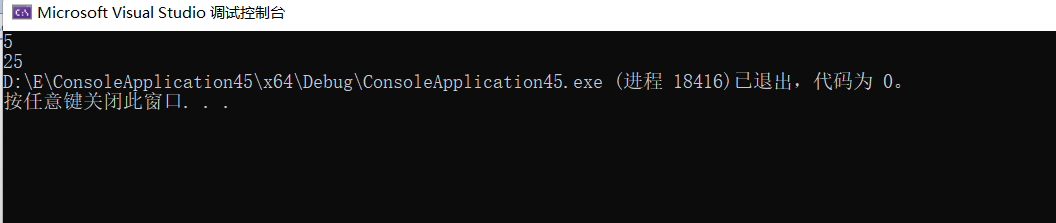 Microsoft Visual Studio 调试控制台
5
25
D:\E\ConsoleApplication45\x64\Debug\ConsoleApplication45.exe (进程 18416)已退出，代码为 0。
按任意键关闭此窗口. . .